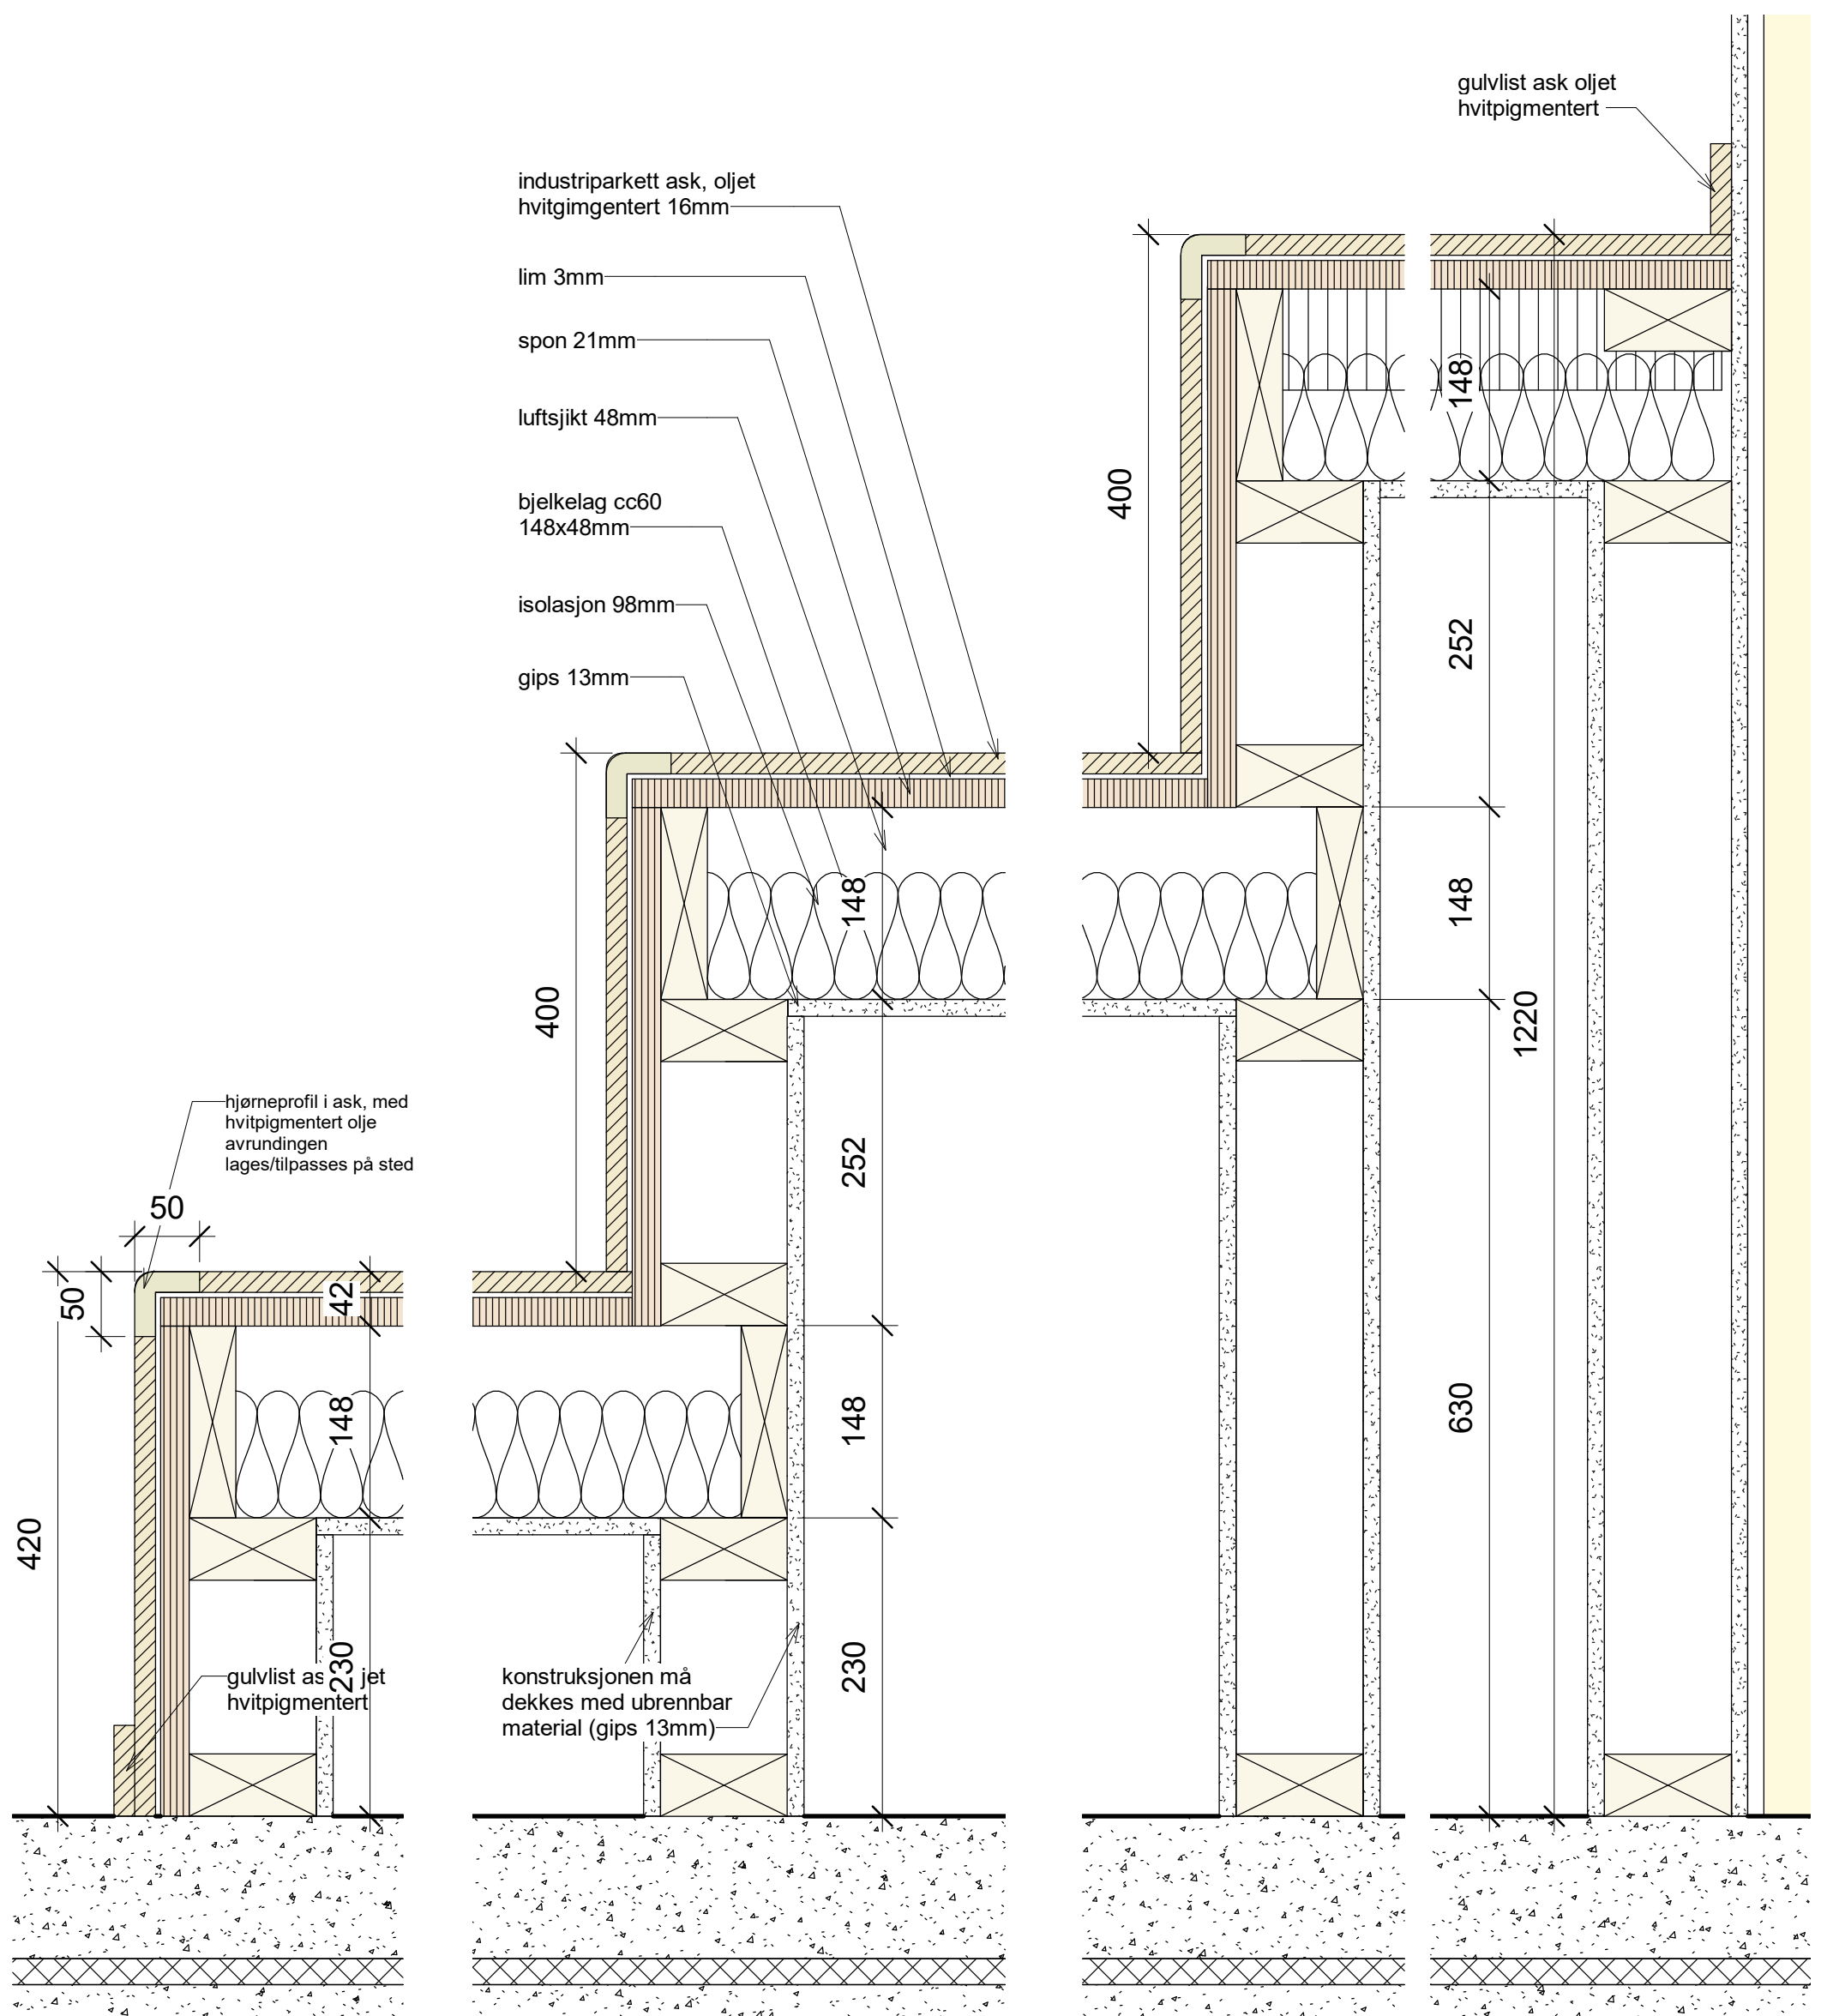 gulvlist ask oljet
hvitpigmentert
industriparkett ask, oljet
hvitgimgentert 16mm
lim 3mm
spon 21mm
luftsjikt 48mm
bjelkelag cc60
148x48mm
isolasjon 98mm
gips 13mm
400
148
252
148
1220
630
400
148
252
148
230
hjørneprofil i ask, med
hvitpigmentert olje
avrundingen
lages/tilpasses på sted
50
50
42
148
420
230
gulvlist as jet
hvitpigmentert
konstruksjonen må
dekkes med ubrennbar
material (gips 13mm)